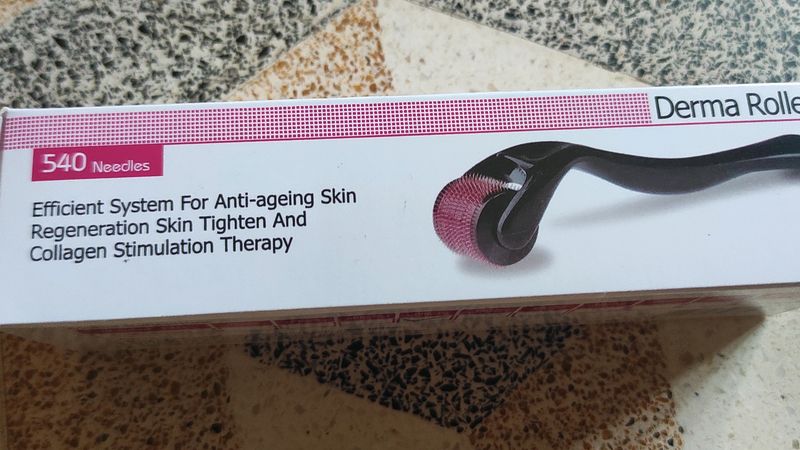 Derma Rolle
540 Needles
Efficient System For Anti-ageing Skin
Regeneration Skin Tighten And
Collagen Stimulation Therapy